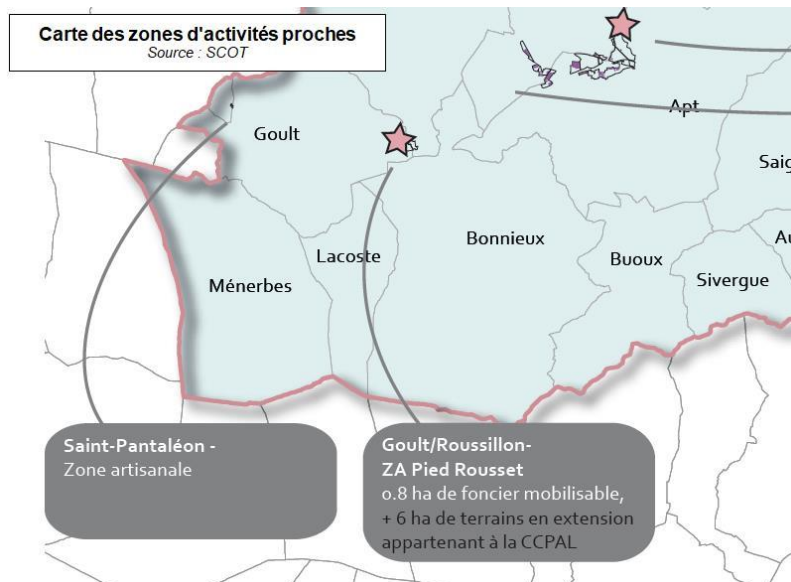 Carte des zones d'activités proches
Source : SCOT
Goult
Apt
Saig
Lacoste
Bonnieux
Buoux
Au
Ménerbes
Sivergue
Saint-Pantaléon -
Zone artisanale
Goult/Roussillon-
ZA Pied Rousset
0.8 ha de foncier mobilisable,
+ 6 ha de terrains en extension
appartenant à la CCPAL